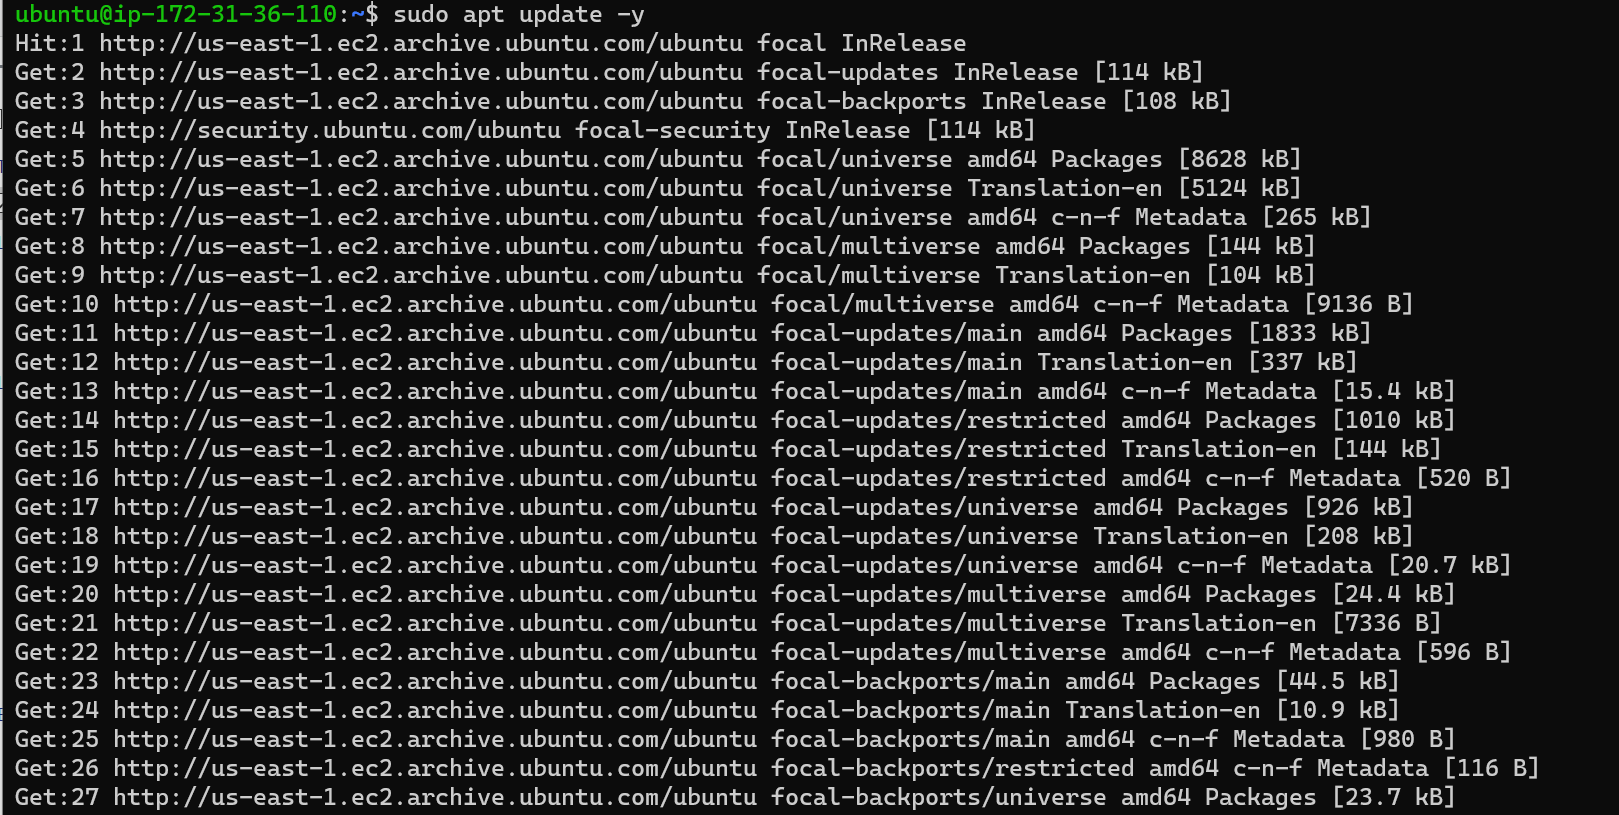 ubuntu@ip-172-31-36-110:~$ sudo apt update -y
Hit:1 http://us-east-1.ec2.archive.ubuntu.com/ubuntu focal InRelease
Get:2 http://us-east-1.ec2.archive.ubuntu.com/ubuntu focal-updates InRelease [114 kB]
Get:3 http://us-east-1.ec2.archive.ubuntu.com/ubuntu focal-backports InRelease [108 kB]
Get:4 http://security.ubuntu.com/ubuntu focal-security InRelease [114 kB]
Get:5 http://us-east-1.ec2.archive.ubuntu.com/ubuntu focal/universe amd64 Packages [8628 kB]
Get:6 http://us-east-1.ec2.archive.ubuntu.com/ubuntu focal/universe Translation-en [5124 kB]
Get:7 http://us-east-1.ec2.archive.ubuntu.com/ubuntu focal/universe amd64 c-n-f Metadata [265 kB]
Get:8 http://us-east-1.ec2.archive.ubuntu.com/ubuntu focal/multiverse amd64 Packages [144 kB]
Get:9 http://us-east-1.ec2.archive.ubuntu.com/ubuntu focal/multiverse Translation-en [104 kB]
Get:10 http://us-east-1.ec2.archive.ubuntu.com/ubuntu focal/multiverse amd64 c-n-f Metadata [9136 B]
Get:11 http://us-east-1.ec2.archive.ubuntu.com/ubuntu focal-updates/main amd64 Packages [1833 kB]
Get:12 http://us-east-1.ec2.archive.ubuntu.com/ubuntu focal-updates/main Translation-en [337 kB]
Get:13 http://us-east-1.ec2.archive.ubuntu.com/ubuntu focal-updates/main amd64 c-n-f Metadata [15.4 kB]
Get:14 http://us-east-1.ec2.archive.ubuntu.com/ubuntu focal-updates/restricted amd64 Packages [1010 kB]
Get:15 http://us-east-1.ec2.archive.ubuntu.com/ubuntu focal-updates/restricted Translation-en [144 kB]
Get:16 http://us-east-1.ec2.archive.ubuntu.com/ubuntu focal-updates/restricted amd64 c-n-f Metadata [520 B]
Get:17 http://us-east-1.ec2.archive.ubuntu.com/ubuntu focal-updates/universe amd64 Packages [926 kB]
Get:18 http://us-east-1.ec2.archive.ubuntu.com/ubuntu focal-updates/universe Translation-en [208 kB]
Get:19 http://us-east-1.ec2.archive.ubuntu.com/ubuntu focal-updates/universe amd64 c-n-f Metadata [20.7 kB]
Get:20 http://us-east-1.ec2.archive.ubuntu.com/ubuntu focal-updates/multiverse amd64 Packages [24.4 kB]
Get:21 http://us-east-1.ec2.archive.ubuntu.com/ubuntu focal-updates/multiverse Translation-en [7336 B]
Get:22 http://us-east-1.ec2.archive.ubuntu.com/ubuntu focal-updates/multiverse amd64 c-n-f Metadata [596 B]
Get:23 http://us-east-1.ec2.archive.ubuntu.com/ubuntu focal-backports/main amd64 Packages [44.5 kB]
Get:24 http://us-east-1.ec2.archive.ubuntu.com/ubuntu focal-backports/main Translation-en [10.9 kB]
Get:25 http://us-east-1.ec2.archive.ubuntu.com/ubuntu focal-backports/main amd64 c-n-f Metadata [980 B]
Get:26 http://us-east-1.ec2.archive.ubuntu.com/ubuntu focal-backports/restricted amd64 c-n-f Metadata [116 B]
Get:27 http://us-east-1.ec2.archive.ubuntu.com/ubuntu focal-backports/universe amd64 Packages [23.7 kB]